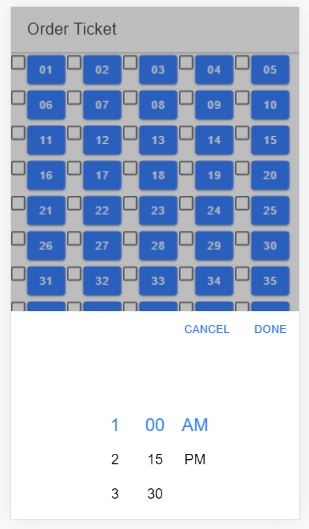 Order Ticket
01 02 03 04 05
06 07 08 09 10
11 12 13 14 15
16 17 18 19 20
21 22 23 24 25
26 27 28 29 30
31 32 33 34 35
CANCEL DONE
1 00 AM
2 15 PM
3 30